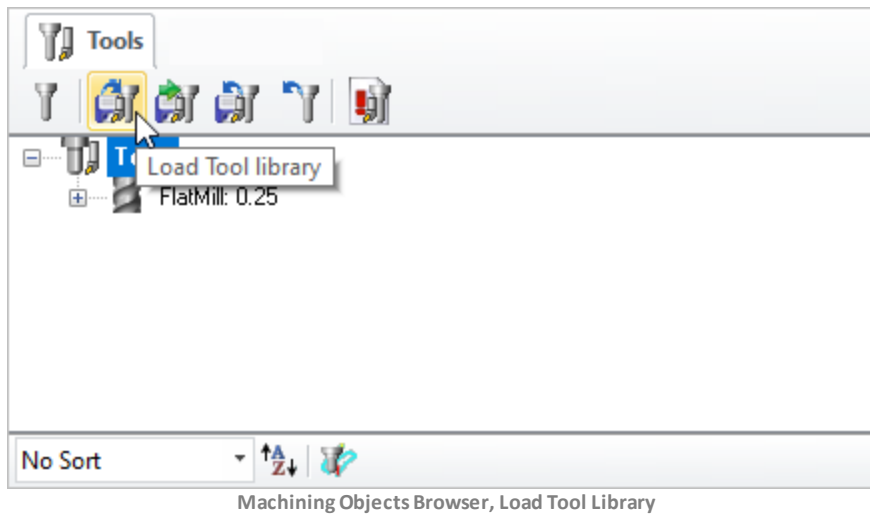 Tools
T
Load Tool library
FlatMill: 0.25
No Sort
A
Z
Machining Objects Browser, Load Tool Library